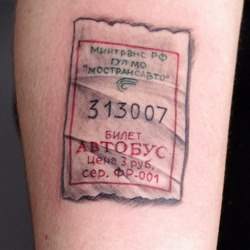 МИНТРАНС РФ
ГУП МО
"МОСТРАНСАВТО"
313007
БИЛЕТ
АВТОБУС
цена 3 руб.
сер. ФР-001